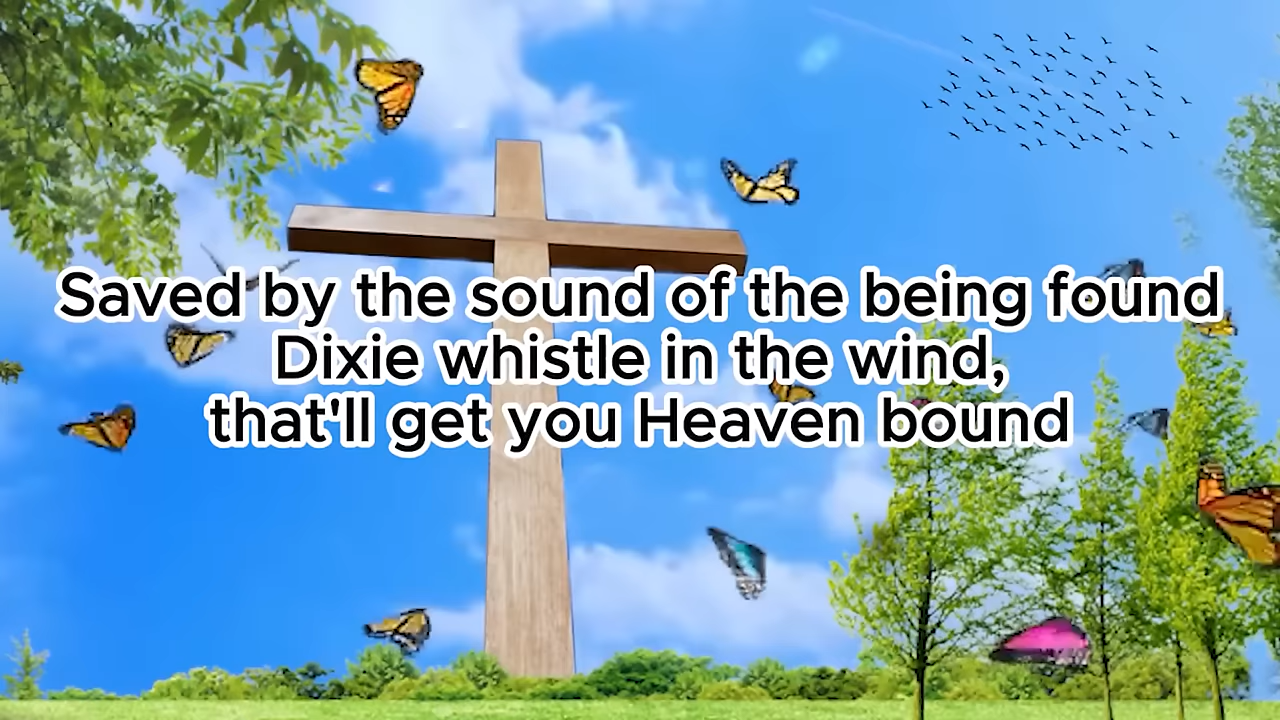 Saved by the sound of the being found
Dixie whistle in the wind,
that'll get you Heaven bound